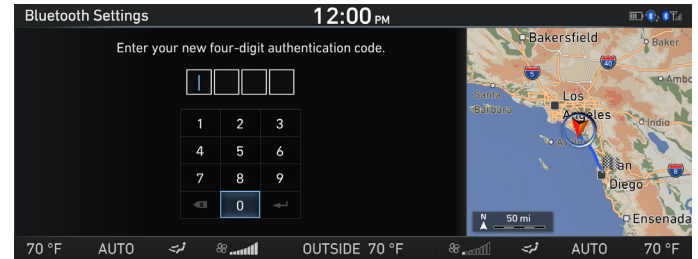 Bluetooth Settings
12:00 PM
Enter your new four-digit authentication code.
1 2 3
4 5 6
7 8 9
0
Bakersfield
Baker
40
5
Los
Angeles
Santa
Barbara
Indio
8
Diego
Ensenada
N 50 mi
70 °F AUTO OUTSIDE 70 °F AUTO 70 °F